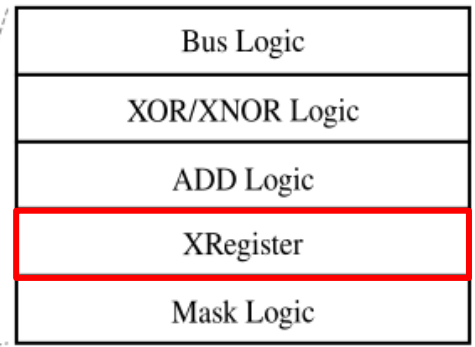 Bus Logic
XOR/XNOR Logic
ADD Logic
XRegister
Mask Logic